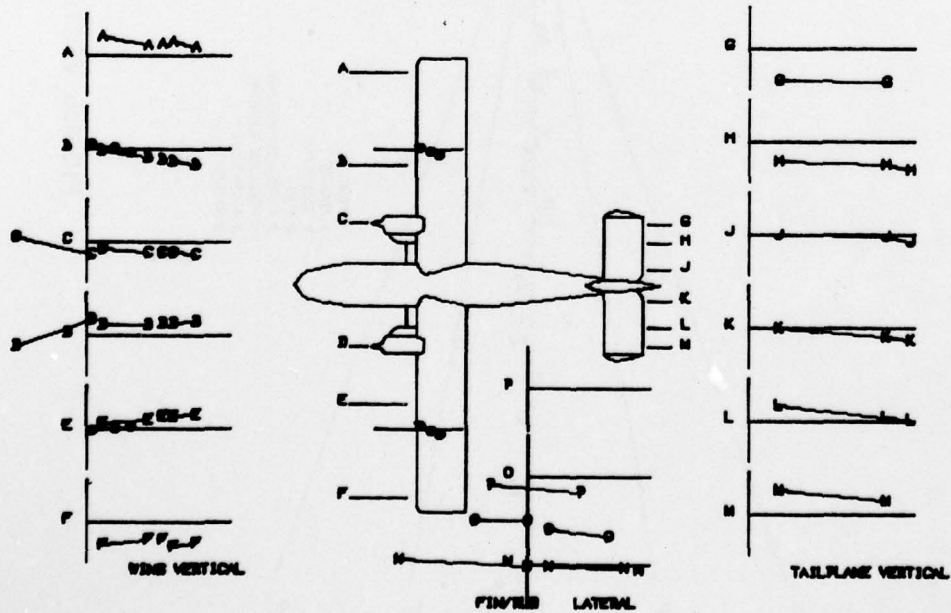 A
A A A A A
B
C
C
D
E
F
WING VERTICAL
A
B
C
D
E
F
G
H
J
K
L
M
P
O
P P
N
N N N
FIN/RUD LATERAL
G
G G
H
H H H
J
J J J
K
K K K
L
L L L
M
M M
TAILPLANE VERTICAL